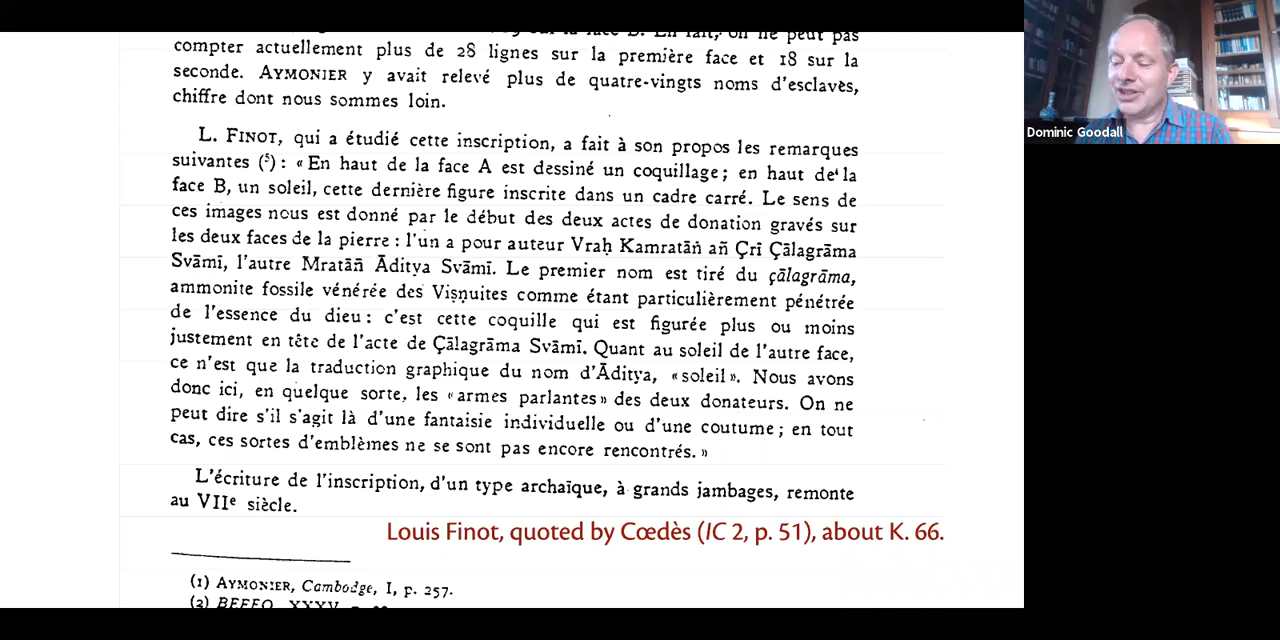 compter actuellement plus de 28 lignes sur la première face et 18 sur la
seconde. AYMONIER y avait relevé plus de quatre-vingts noms d'esclavès,
chiffre dont nous sommes loin.
L. FINOT, qui a étudié cette inscription, a fait à son propos les remarques
suivantes (⁵) : « En haut de la face A est dessiné un coquillage ; en haut de la
face B, un soleil, cette dernière figure inscrite dans un cadre carré. Le sens de
ces images nous est donné par le début des deux actes de donation gravés sur
les deux faces de la pierre : l'un a pour auteur Vraḥ Kamratāṅ añ Çrī Çālagrāma
Svāmī, l'autre Mratāñ Āditya Svāmī. Le premier nom est tiré du çālagrāma,
ammonite fossile vénérée des Viṣṇuites comme étant particulièrement pénétrée
de l'essence du dieu : c'est cette coquille qui est figurée plus ou moins
justement en tête de l'acte de Çālagrāma Svāmī. Quant au soleil de l'autre face,
ce n'est que la traduction graphique du nom d'Āditya, « soleil ». Nous avons
donc ici, en quelque sorte, les « armes parlantes » des deux donateurs. On ne
peut dire s'il s'agit là d'une fantaisie individuelle ou d'une coutume ; en tout
cas, ces sortes d'emblèmes ne se sont pas encore rencontrés. »
L'écriture de l'inscription, d'un type archaïque, à grands jambages, remonte
au VIIe siècle.
Louis Finot, quoted by Cœdès (IC 2, p. 51), about K. 66.
(1) AYMONIER, Cambodge, I, p. 257.
(2) BEFEO, XXXV,
Dominic Goodall